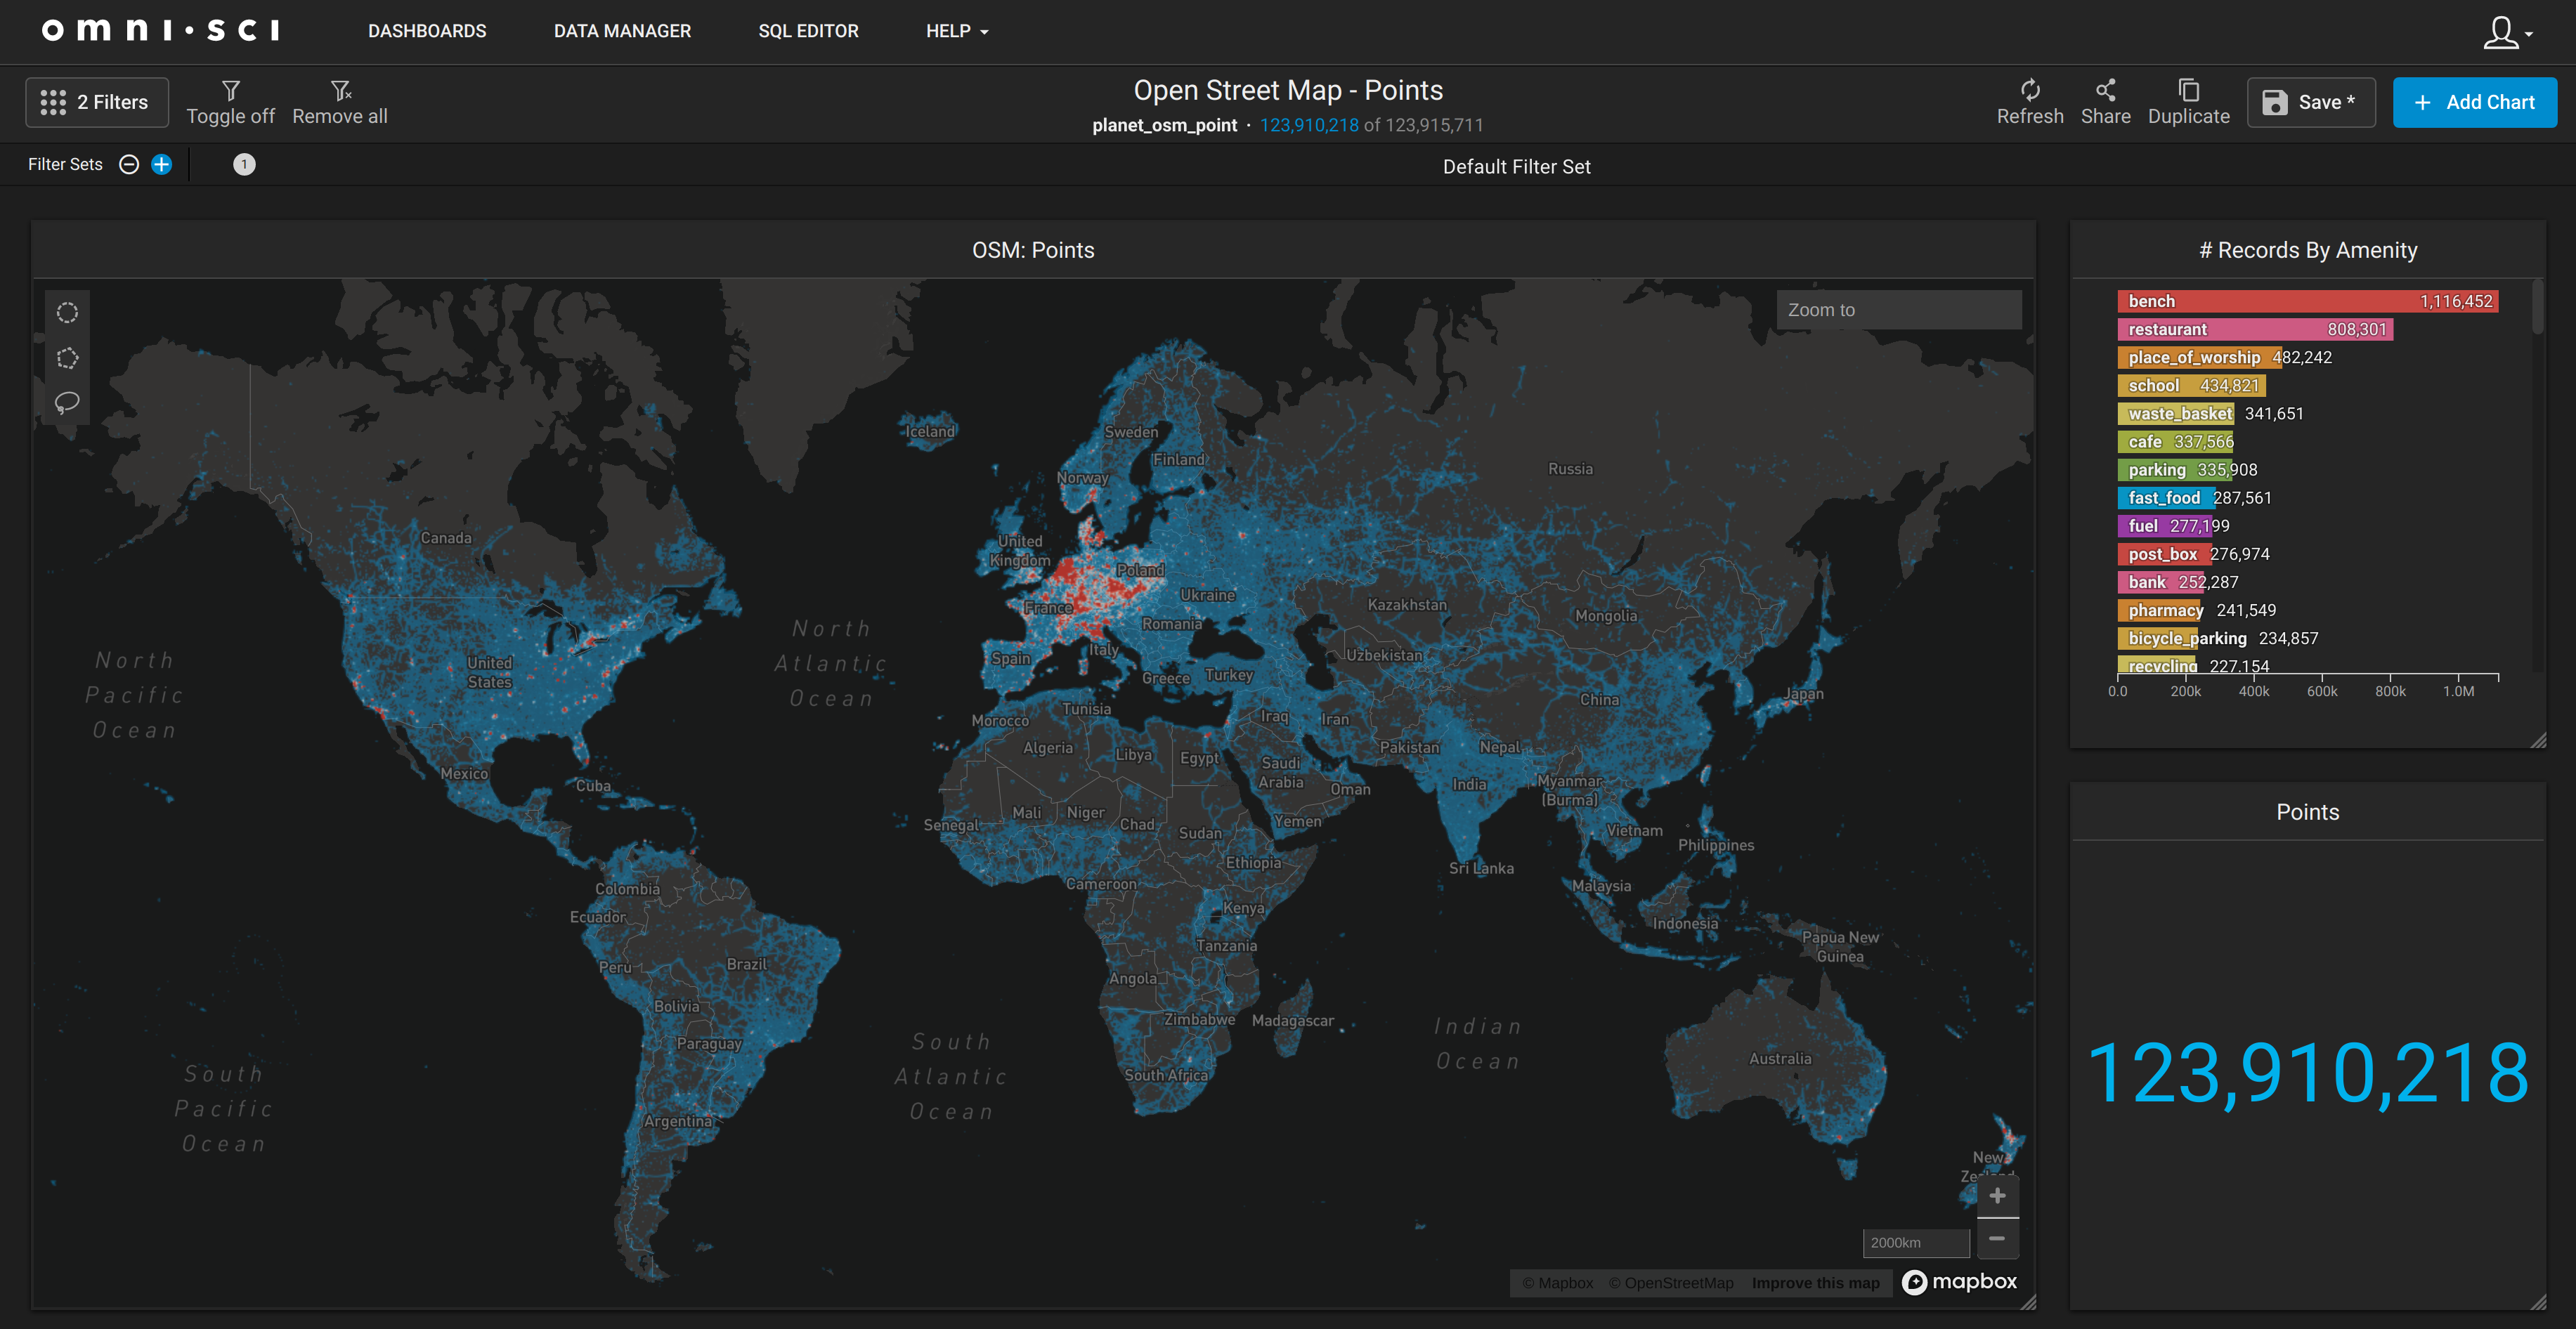 omni·sci
DASHBOARDS
DATA MANAGER
SQL EDITOR
HELP
2 Filters
Toggle off
Remove all
Open Street Map - Points
planet_osm_point · 123,910,218 of 123,915,711
Refresh
Share
Duplicate
Save *
+ Add Chart
Filter Sets
1
Default Filter Set
OSM: Points
Zoom to
Iceland
Sweden
Finland
Norway
Russia
Canada
United
Kingdom
Poland
Ukraine
France
Romania
Kazakhstan
Mongolia
Uzbekistan
Italy
Spain
Greece
Turkey
United
States
North
Pacific
Ocean
North
Atlantic
Ocean
China
Japan
Tunisia
Morocco
Iraq
Iran
Algeria
Libya
Egypt
Pakistan
Nepal
Saudi
Arabia
Oman
India
Myanmar
(Burma)
Mexico
Cuba
Mali
Niger
Chad
Senegal
Sudan
Yemen
Vietnam
Philippines
Ethiopia
Sri Lanka
Cameroon
Malaysia
Colombia
Ecuador
Kenya
Indonesia
Tanzania
Papua New
Guinea
Peru
Brazil
Angola
Bolivia
Zimbabwe
Madagascar
Paraguay
South
Atlantic
Ocean
Indian
Ocean
Australia
South Africa
South
Pacific
Ocean
Argentina
New
Zealand
+
−
2000km
© Mapbox © OpenStreetMap Improve this map
mapbox
# Records By Amenity
bench 1,116,452
restaurant 808,301
place_of_worship 482,242
school 434,821
waste_basket 341,651
cafe 337,566
parking 335,908
fast_food 287,561
fuel 277,199
post_box 276,974
bank 252,287
pharmacy 241,549
bicycle_parking 234,857
recycling 227,154
0.0 200k 400k 600k 800k 1.0M
Points
123,910,218